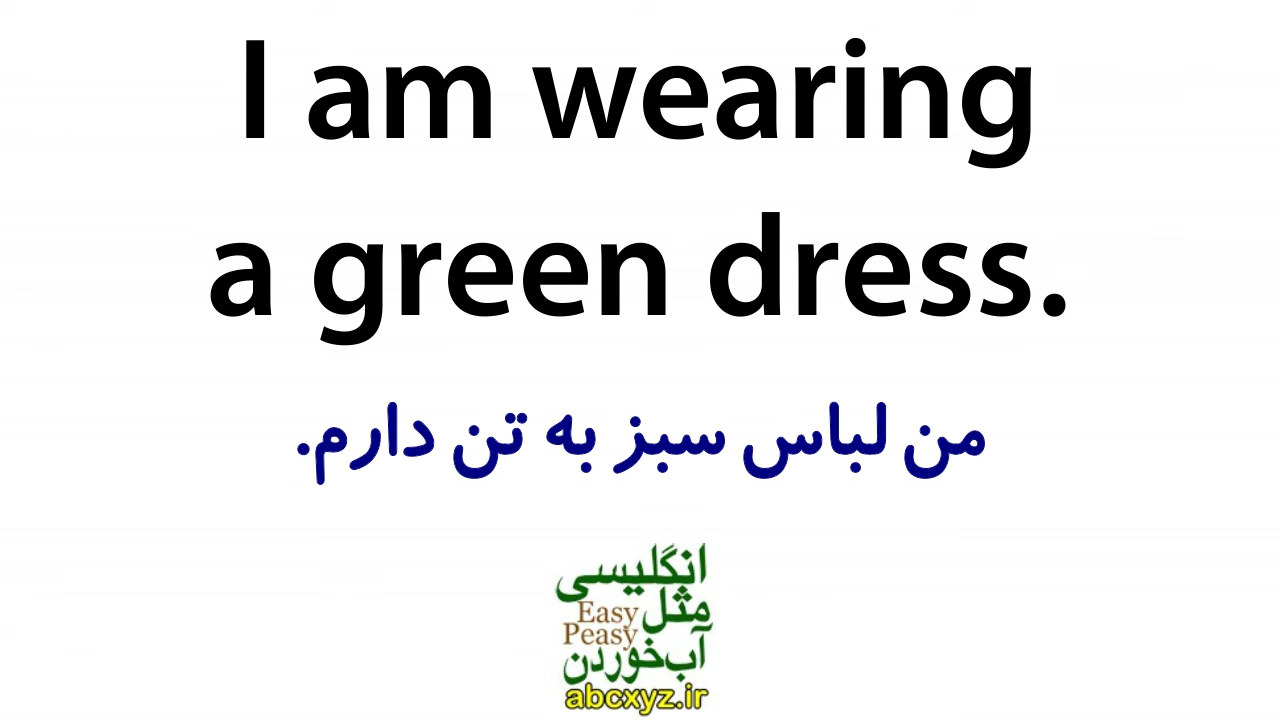 I am wearing
a green dress.
من لباس سبز به تن دارم.
انگلیسی
مثل
Easy
Peasy
آب‌خوردن
abcxyz.ir